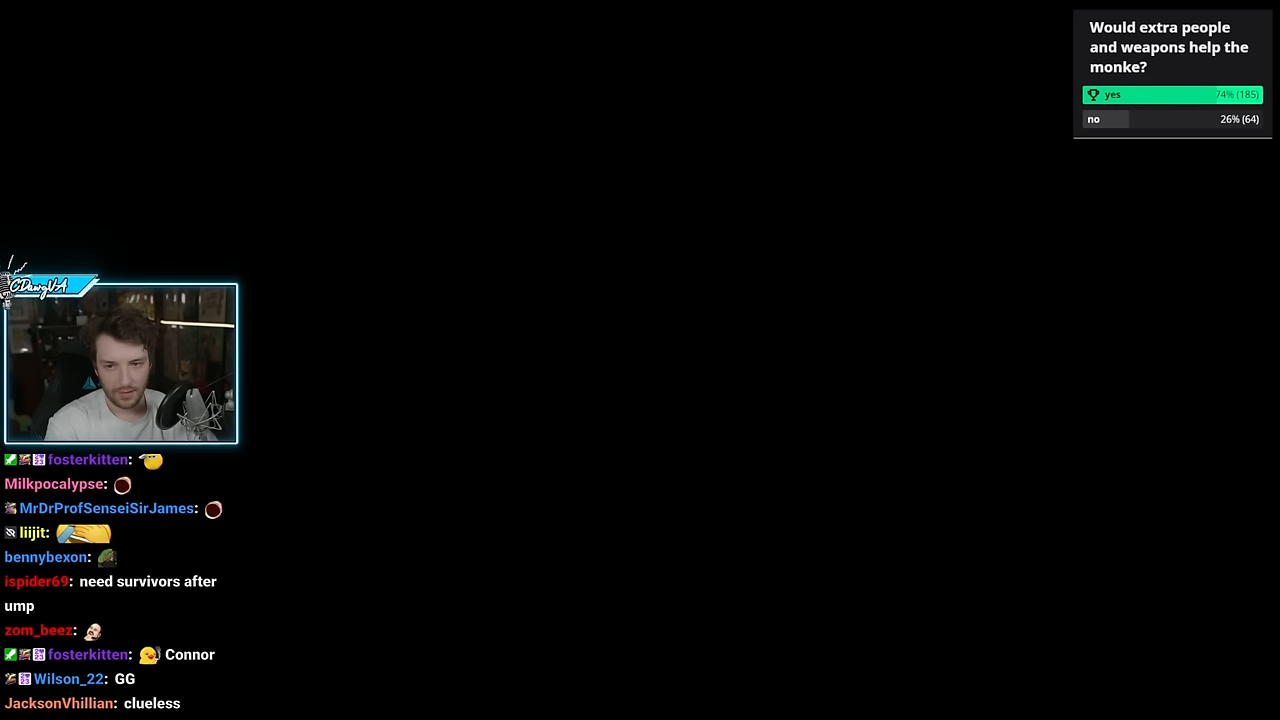 Would extra people
and weapons help the
monke?
yes 74% (185)
no 26% (64)
CDawgVA
fosterkitten:
Milkpocalypse:
MrDrProfSenseiSirJames:
liijit:
bennybexon:
ispider69: need survivors after
ump
zom_beez:
fosterkitten: Connor
Wilson_22: GG
JacksonVhillian: clueless